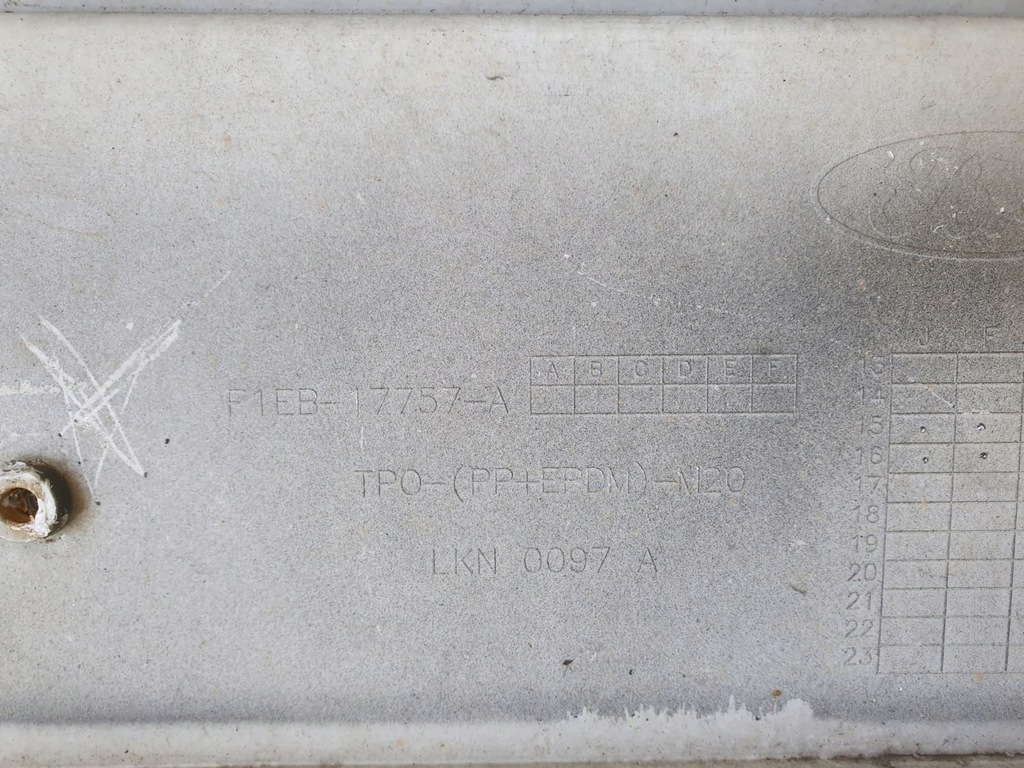 F1EB-17757-A
A B C D E F
TPO-(PP+EPDM)-M20
LKN 0097 A
J F
13
14
15
16
17
18
19
20
21
22
23